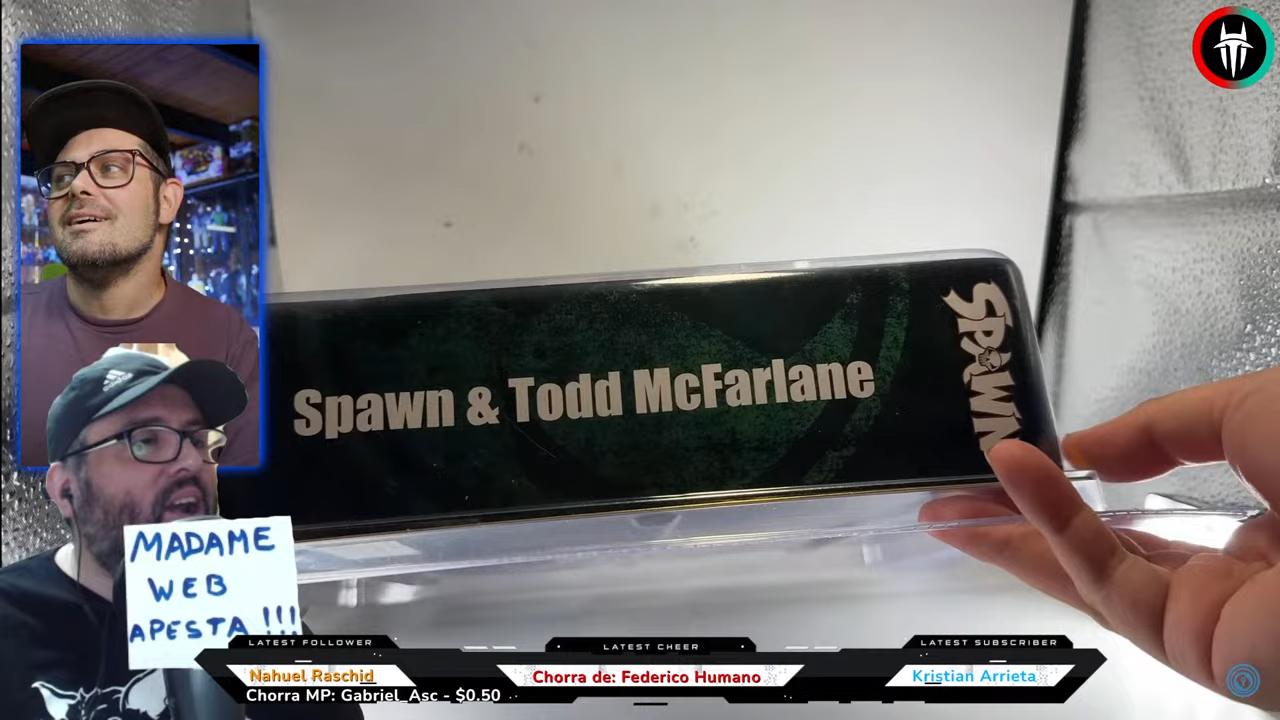 Spawn & Todd McFarlane
SPAWN
MADAME
WEB
APESTA !!!
LATEST FOLLOWER
Nahuel Raschid
Chorra MP: Gabriel_Asc - $0.50
LATEST CHEER
Chorra de: Federico Humano
LATEST SUBSCRIBER
Kristian Arrieta